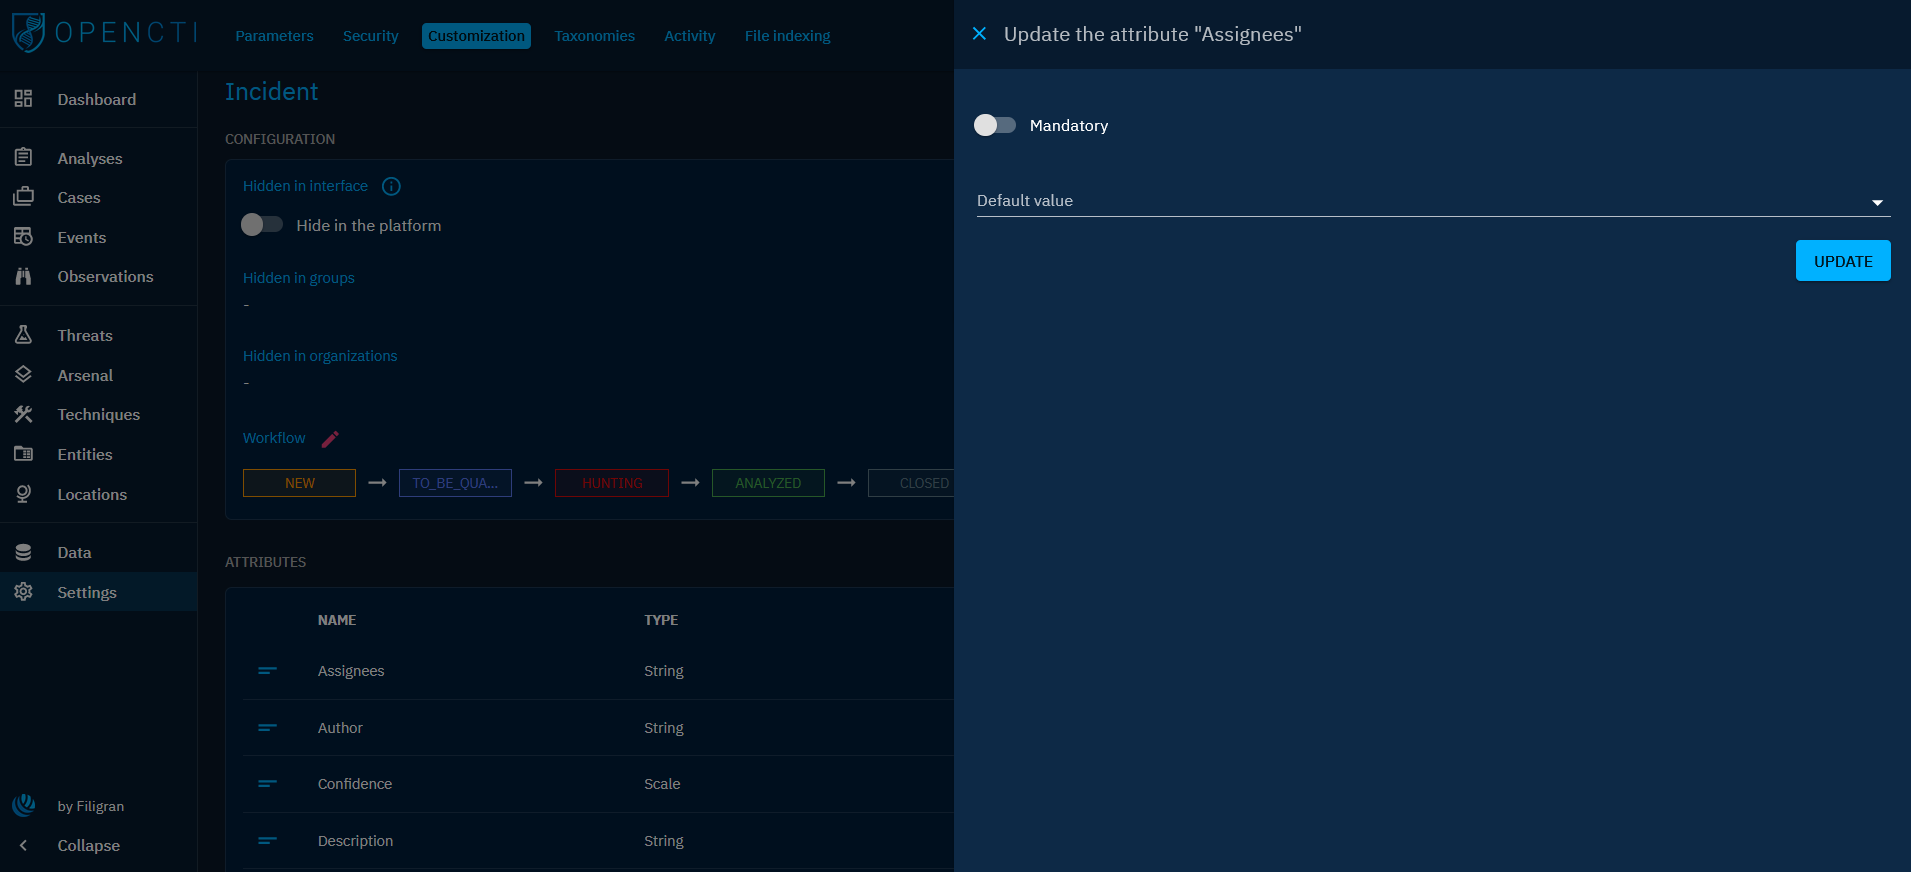 OPENCTI
Parameters
Security
Customization
Taxonomies
Activity
File indexing
Dashboard
Analyses
Cases
Events
Observations
Threats
Arsenal
Techniques
Entities
Locations
Data
Settings
by Filigran
Collapse
Incident
CONFIGURATION
Hidden in interface
Hide in the platform
Hidden in groups
-
Hidden in organizations
-
Workflow
NEW
TO_BE_QUA...
HUNTING
ANALYZED
CLOSED
ATTRIBUTES
NAME TYPE
Assignees String
Author String
Confidence Scale
Description String
Update the attribute "Assignees"
Mandatory
Default value
UPDATE